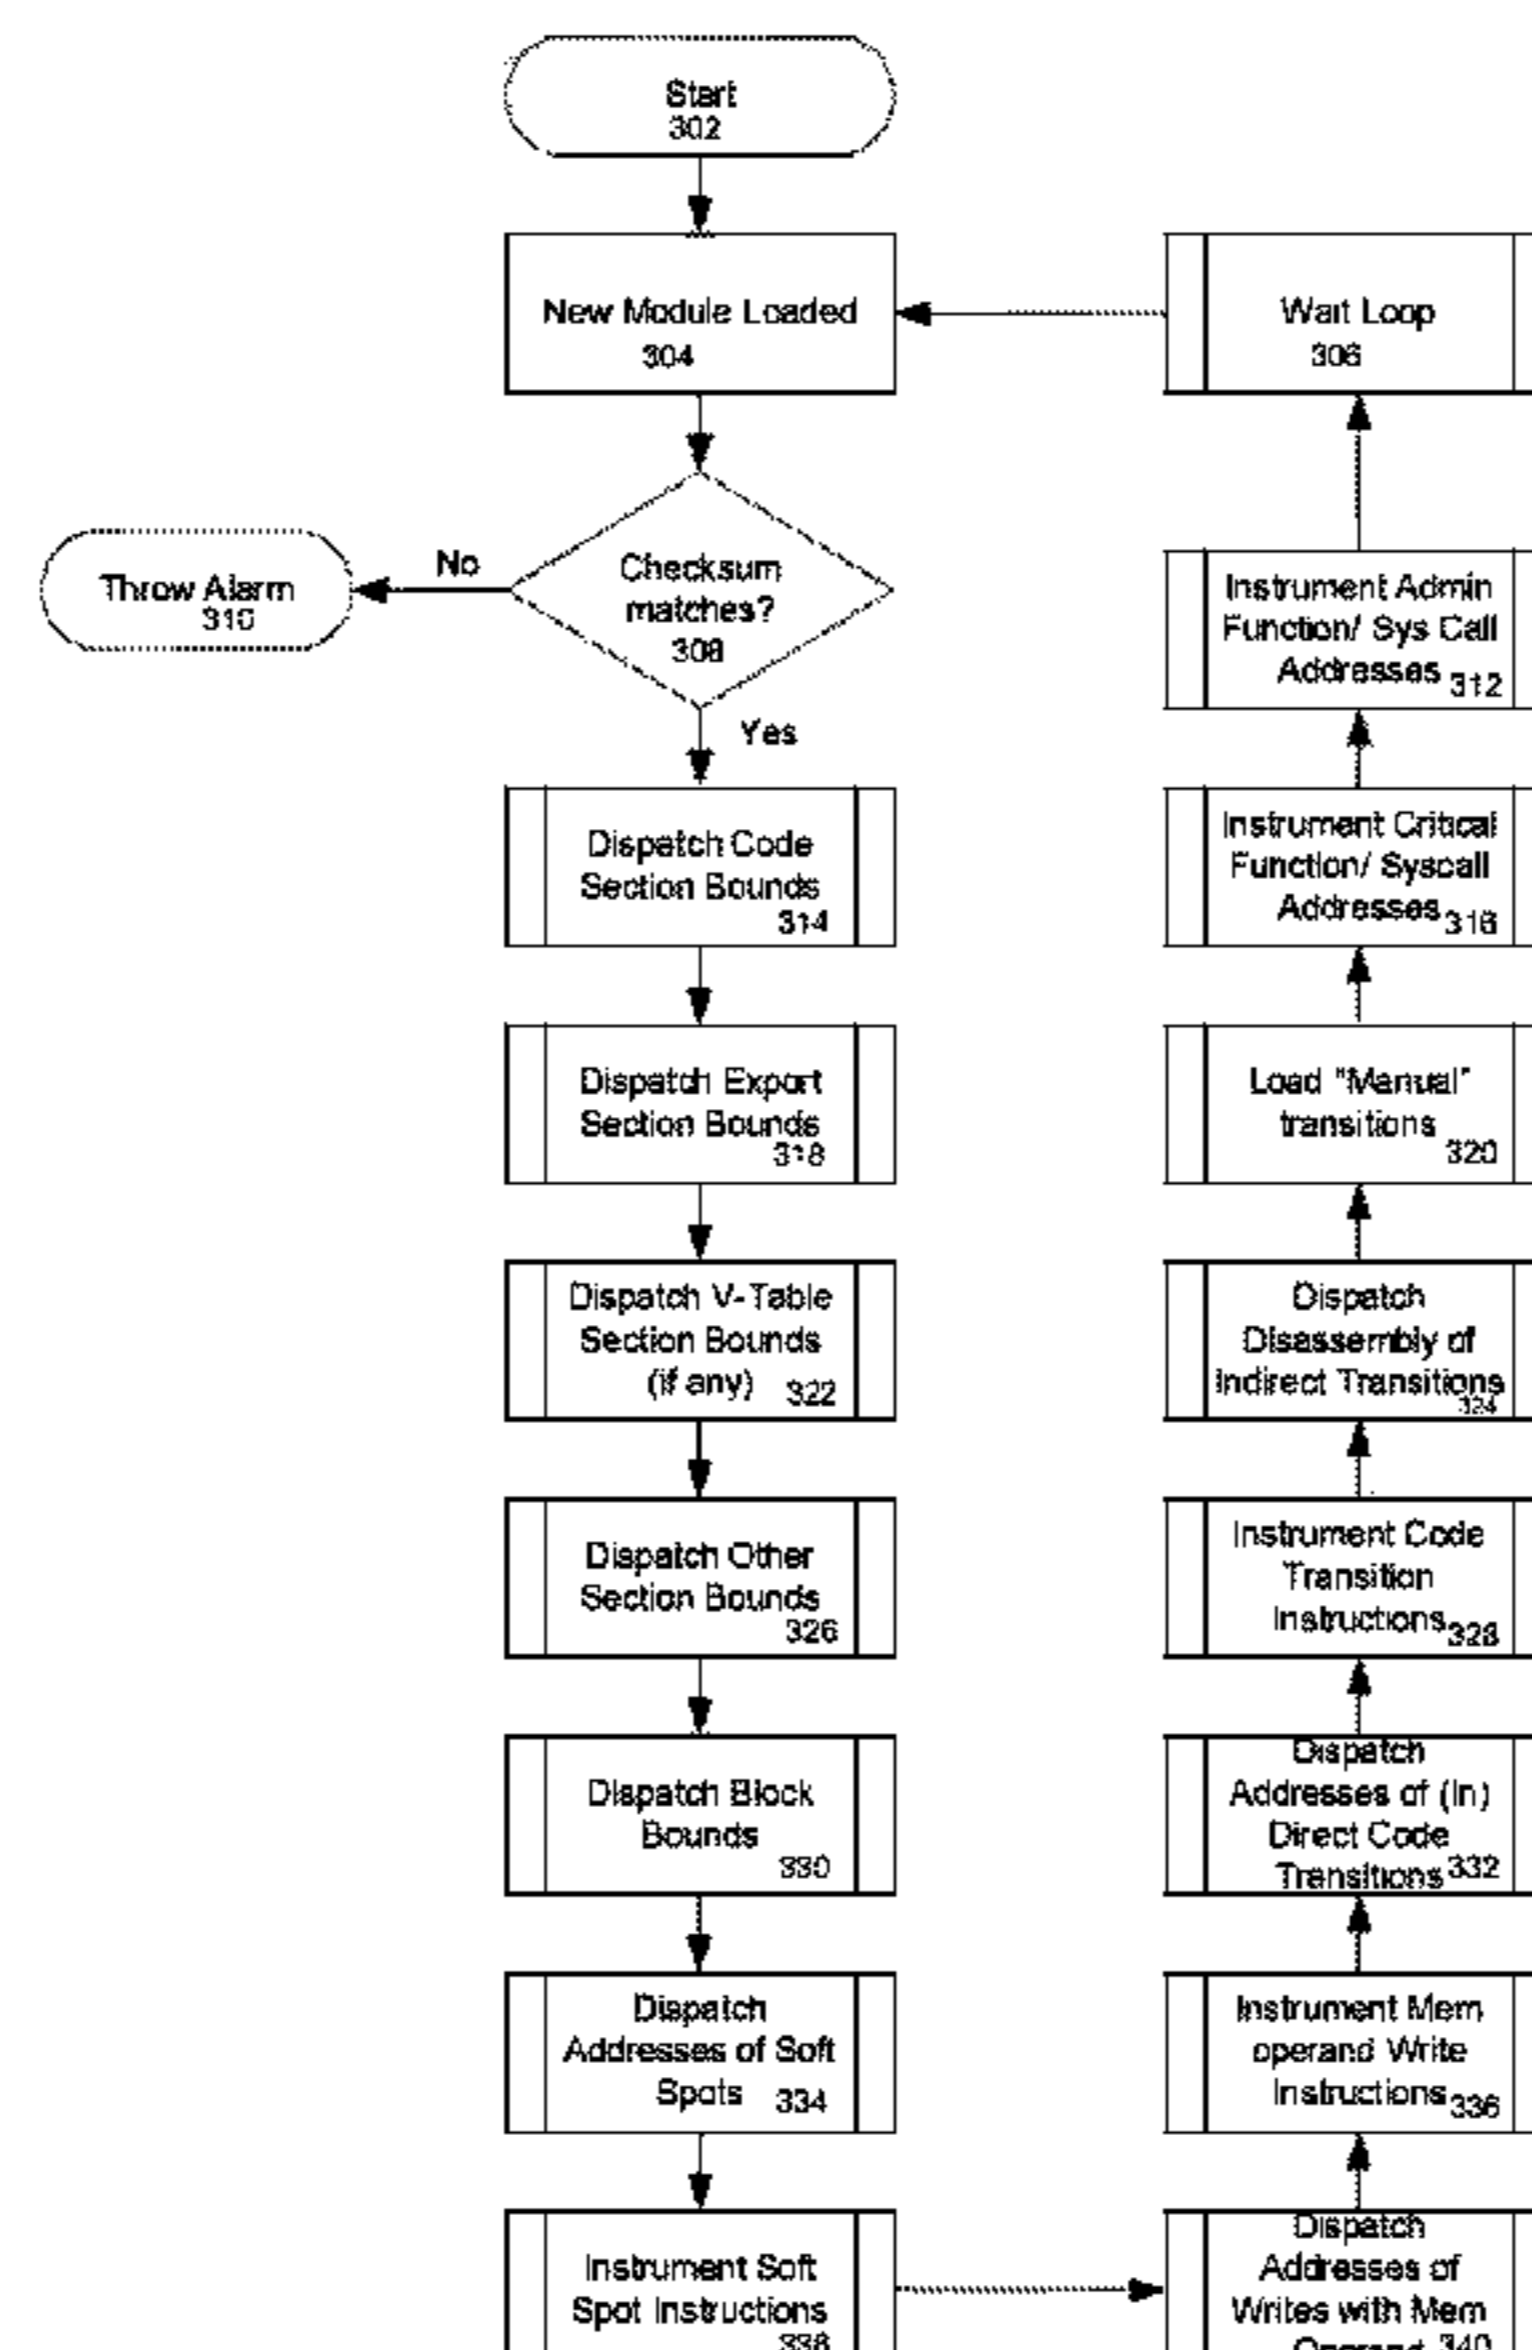 Start
302
New Module Loaded
304
Wait Loop
306
No
Throw Alarm
310
Checksum
matches?
308
Yes
Instrument Admin
Function/ Sys Call
Addresses 312
Dispatch Code
Section Bounds
314
Instrument Critical
Function/ Syscall
Addresses 316
Dispatch Export
Section Bounds
318
Load "Manual"
transitions
320
Dispatch V-Table
Section Bounds
(if any) 322
Dispatch
Disassembly of
Indirect Transitions
324
Dispatch Other
Section Bounds
326
Instrument Code
Transition
Instructions 328
Dispatch Block
Bounds
330
Dispatch
Addresses of (In)
Direct Code
Transitions 332
Dispatch
Addresses of Soft
Spots 334
Instrument Mem
operand Write
Instructions 336
Instrument Soft
Spot Instructions
338
Dispatch
Addresses of
Writes with Mem
Operand 340